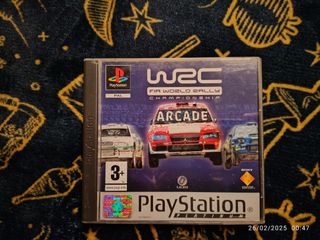 PlayStation
PAL
WRC
FIA WORLD RALLY
CHAMPIONSHIP
ARCADE
3+
PlayStation
PLATINUM
26/02/2025 00:47